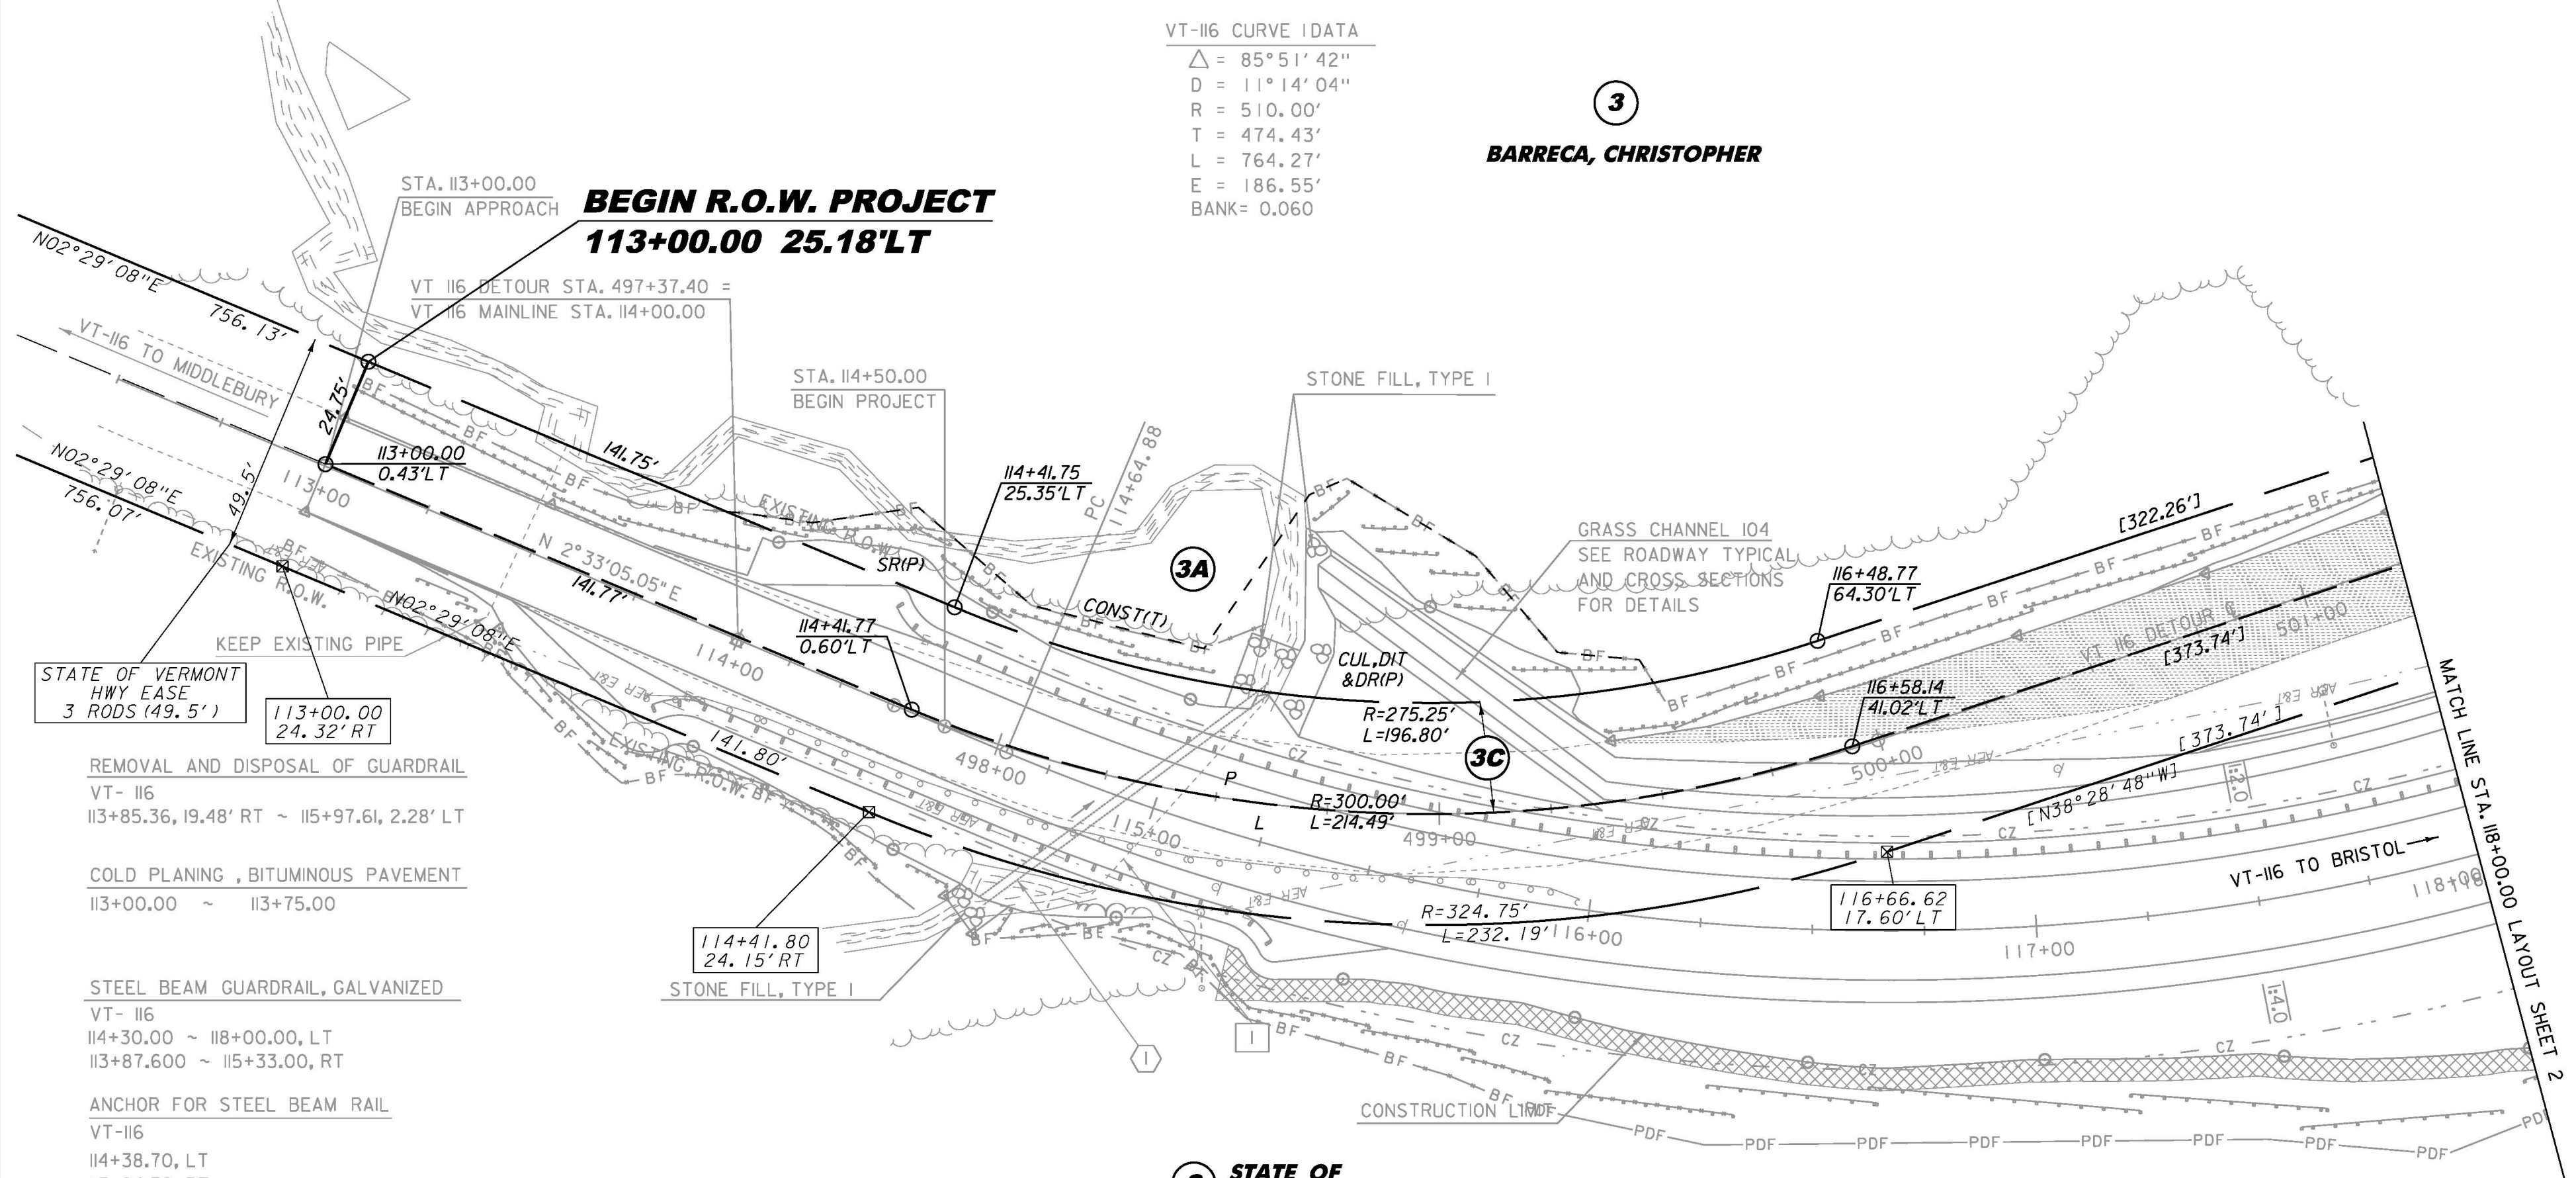 VT-116 CURVE 1 DATA
△ = 85°51'42"
D = 11°14'04"
R = 510.00'
T = 474.43'
L = 764.27'
E = 186.55'
BANK= 0.060
3
BARRECA, CHRISTOPHER
STA. 113+00.00
BEGIN APPROACH
BEGIN R.O.W. PROJECT
113+00.00 25.18'LT
VT 116 DETOUR STA. 497+37.40 =
VT 116 MAINLINE STA. 114+00.00
STA. 114+50.00
BEGIN PROJECT
STONE FILL, TYPE I
N02°29'08"E
756.13'
VT-116 TO MIDDLEBURY
24.75'
49.5'
113+00.00
0.43'LT
113+00
N02°29'08"E
756.07'
EXISTING R.O.W.
141.75'
EXISTING R.O.W.
SR(P)
114+41.75
25.35'LT
PC
114+64.88
N 2°33'05.05" E
141.77'
N02°29'08"E
KEEP EXISTING PIPE
STATE OF VERMONT
HWY EASE
3 RODS (49.5')
113+00.00
24.32' RT
114+00
114+41.77
0.60'LT
3A
CONST(T)
CUL,DIT
&DR(P)
GRASS CHANNEL 104
SEE ROADWAY TYPICAL
AND CROSS SECTIONS
FOR DETAILS
116+48.77
64.30'LT
[322.26']
VT 116 DETOUR ℄
501+00
[373.74']
116+58.14
41.02'LT
R=275.25'
L=196.80'
3C
R=300.00'
L=214.49'
P
L
498+00
499+00
500+00
115+00
[373.74']
[N38°28'48"W]
1:2.0
EXISTING R.O.W.
141.80'
114+41.80
24.15' RT
STONE FILL, TYPE I
R=324.75'
L=232.19'
116+00
116+66.62
17.60' LT
117+00
VT-116 TO BRISTOL
118+00
1:4.0
MATCH LINE STA. 118+00.00 LAYOUT SHEET 2
REMOVAL AND DISPOSAL OF GUARDRAIL
VT- 116
113+85.36, 19.48' RT ~ 115+97.61, 2.28' LT
COLD PLANING , BITUMINOUS PAVEMENT
113+00.00 ~ 113+75.00
STEEL BEAM GUARDRAIL, GALVANIZED
VT- 116
114+30.00 ~ 118+00.00, LT
113+87.600 ~ 115+33.00, RT
ANCHOR FOR STEEL BEAM RAIL
VT-116
114+38.70, LT
1
1
CONSTRUCTION LIMIT
BF
CZ
AER E&T
PDF
STATE OF